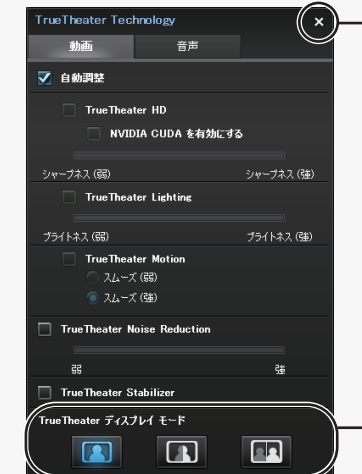 TrueTheater Technology
動画 音声
自動調整
TrueTheater HD
NVIDIA CUDA を有効にする
シャープネス (弱) シャープネス (強)
TrueTheater Lighting
ブライトネス (弱) ブライトネス (強)
TrueTheater Motion
スムーズ (弱)
スムーズ (強)
TrueTheater Noise Reduction
弱 強
TrueTheater Stabilizer
TrueTheater ディスプレイ モード